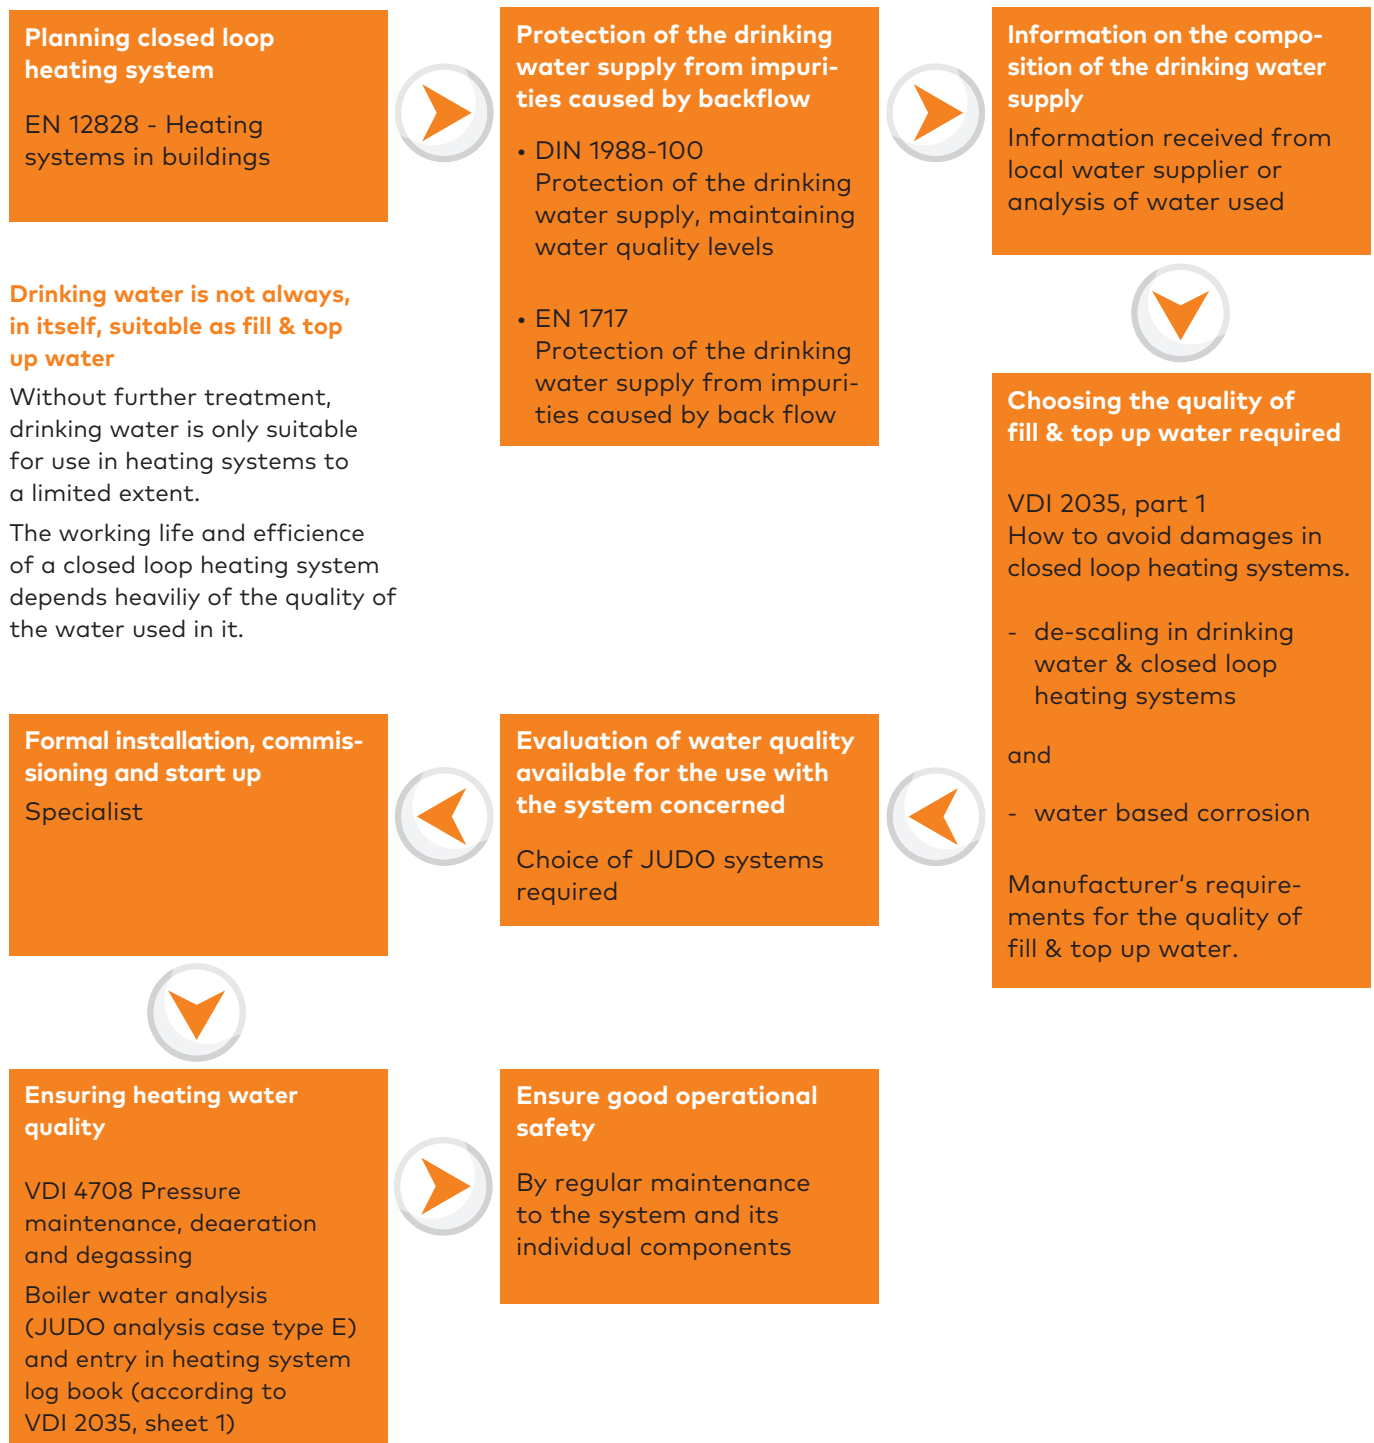 Planning closed loop
heating system
EN 12828 - Heating
systems in buildings
Protection of the drinking
water supply from impuri-
ties caused by backflow
• DIN 1988-100
Protection of the drinking
water supply, maintaining
water quality levels
• EN 1717
Protection of the drinking
water supply from impuri-
ties caused by back flow
Information on the compo-
sition of the drinking water
supply
Information received from
local water supplier or
analysis of water used
Drinking water is not always,
in itself, suitable as fill & top
up water
Without further treatment,
drinking water is only suitable
for use in heating systems to
a limited extent.
The working life and efficience
of a closed loop heating system
depends heaviliy of the quality of
the water used in it.
Choosing the quality of
fill & top up water required
VDI 2035, part 1
How to avoid damages in
closed loop heating systems.
- de-scaling in drinking
water & closed loop
heating systems
and
- water based corrosion
Manufacturer‘s require-
ments for the quality of
fill & top up water.
Evaluation of water quality
available for the use with
the system concerned
Choice of JUDO systems
required
Formal installation, commis-
sioning and start up
Specialist
Ensuring heating water
quality
VDI 4708 Pressure
maintenance, deaeration
and degassing
Boiler water analysis
(JUDO analysis case type E)
and entry in heating system
log book (according to
VDI 2035, sheet 1)
Ensure good operational
safety
By regular maintenance
to the system and its
individual components